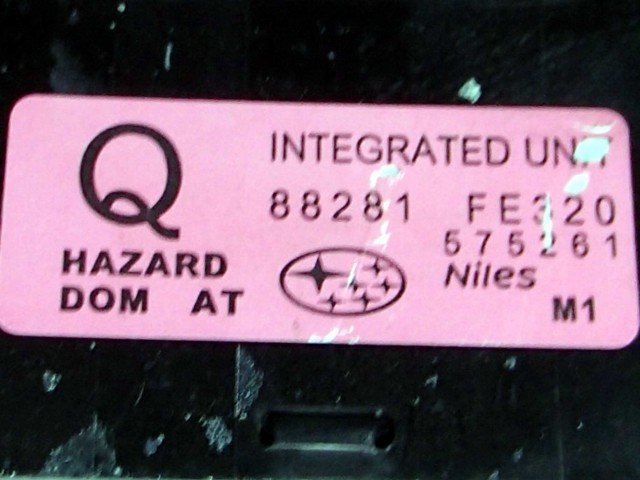 Q
INTEGRATED UNIT
88281 FE320
575261
HAZARD
DOM AT
Niles
M1